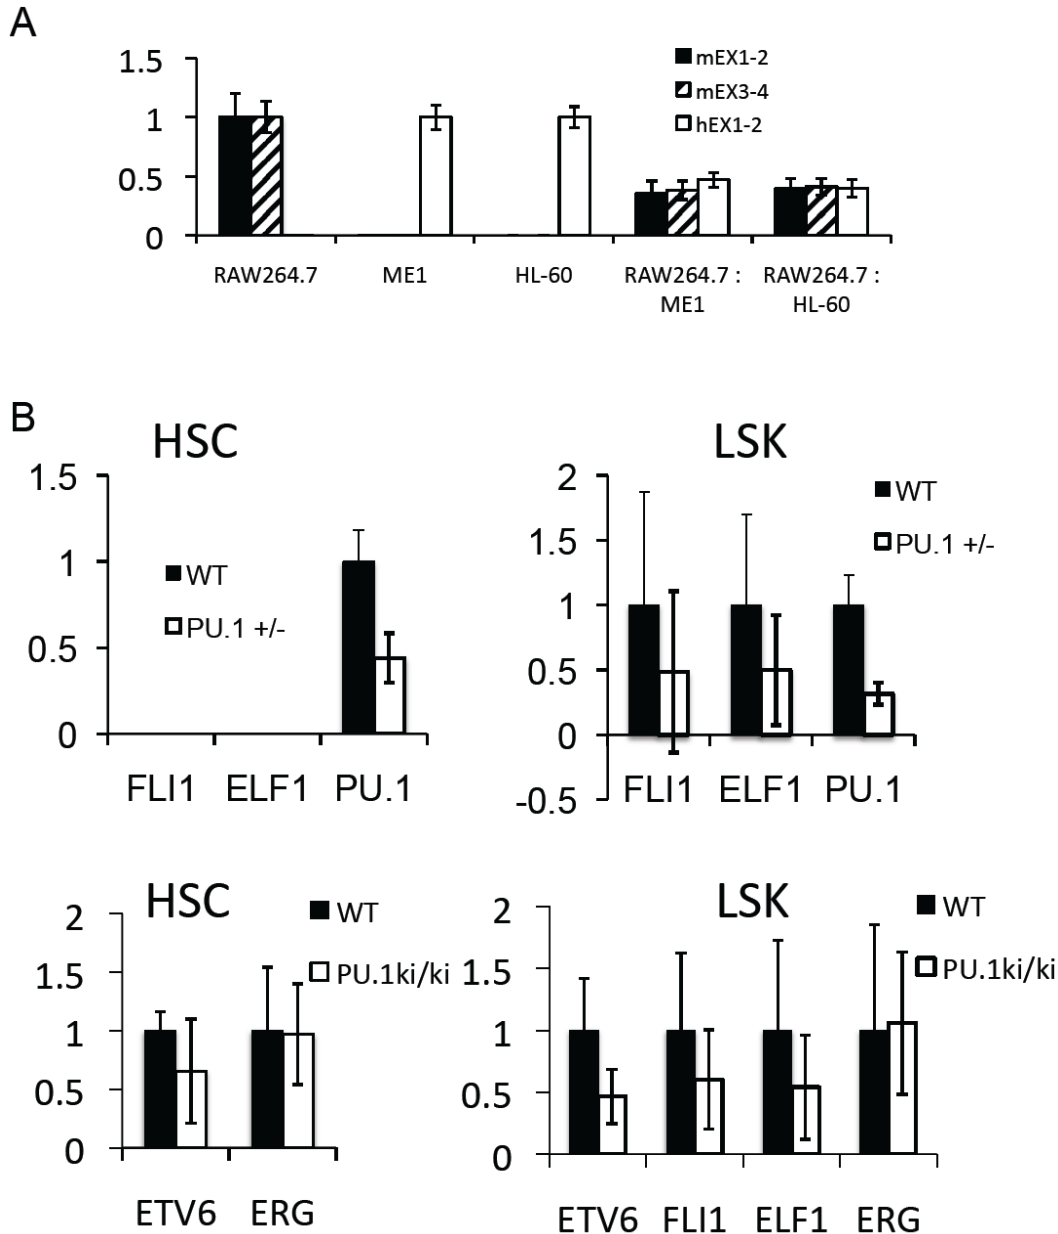 A
1.5
1
0.5
0
mEX1-2
mEX3-4
hEX1-2
RAW264.7
ME1
HL-60
RAW264.7 :
ME1
RAW264.7 :
HL-60
B
HSC
1.5
1
0.5
0
WT
PU.1 +/-
FLI1 ELF1 PU.1
LSK
2
1.5
1
0.5
0
-0.5
WT
PU.1 +/-
FLI1 ELF1 PU.1
HSC
2
1.5
1
0.5
0
WT
PU.1ki/ki
ETV6 ERG
LSK
2
1.5
1
0.5
0
WT
PU.1ki/ki
ETV6 FLI1 ELF1 ERG